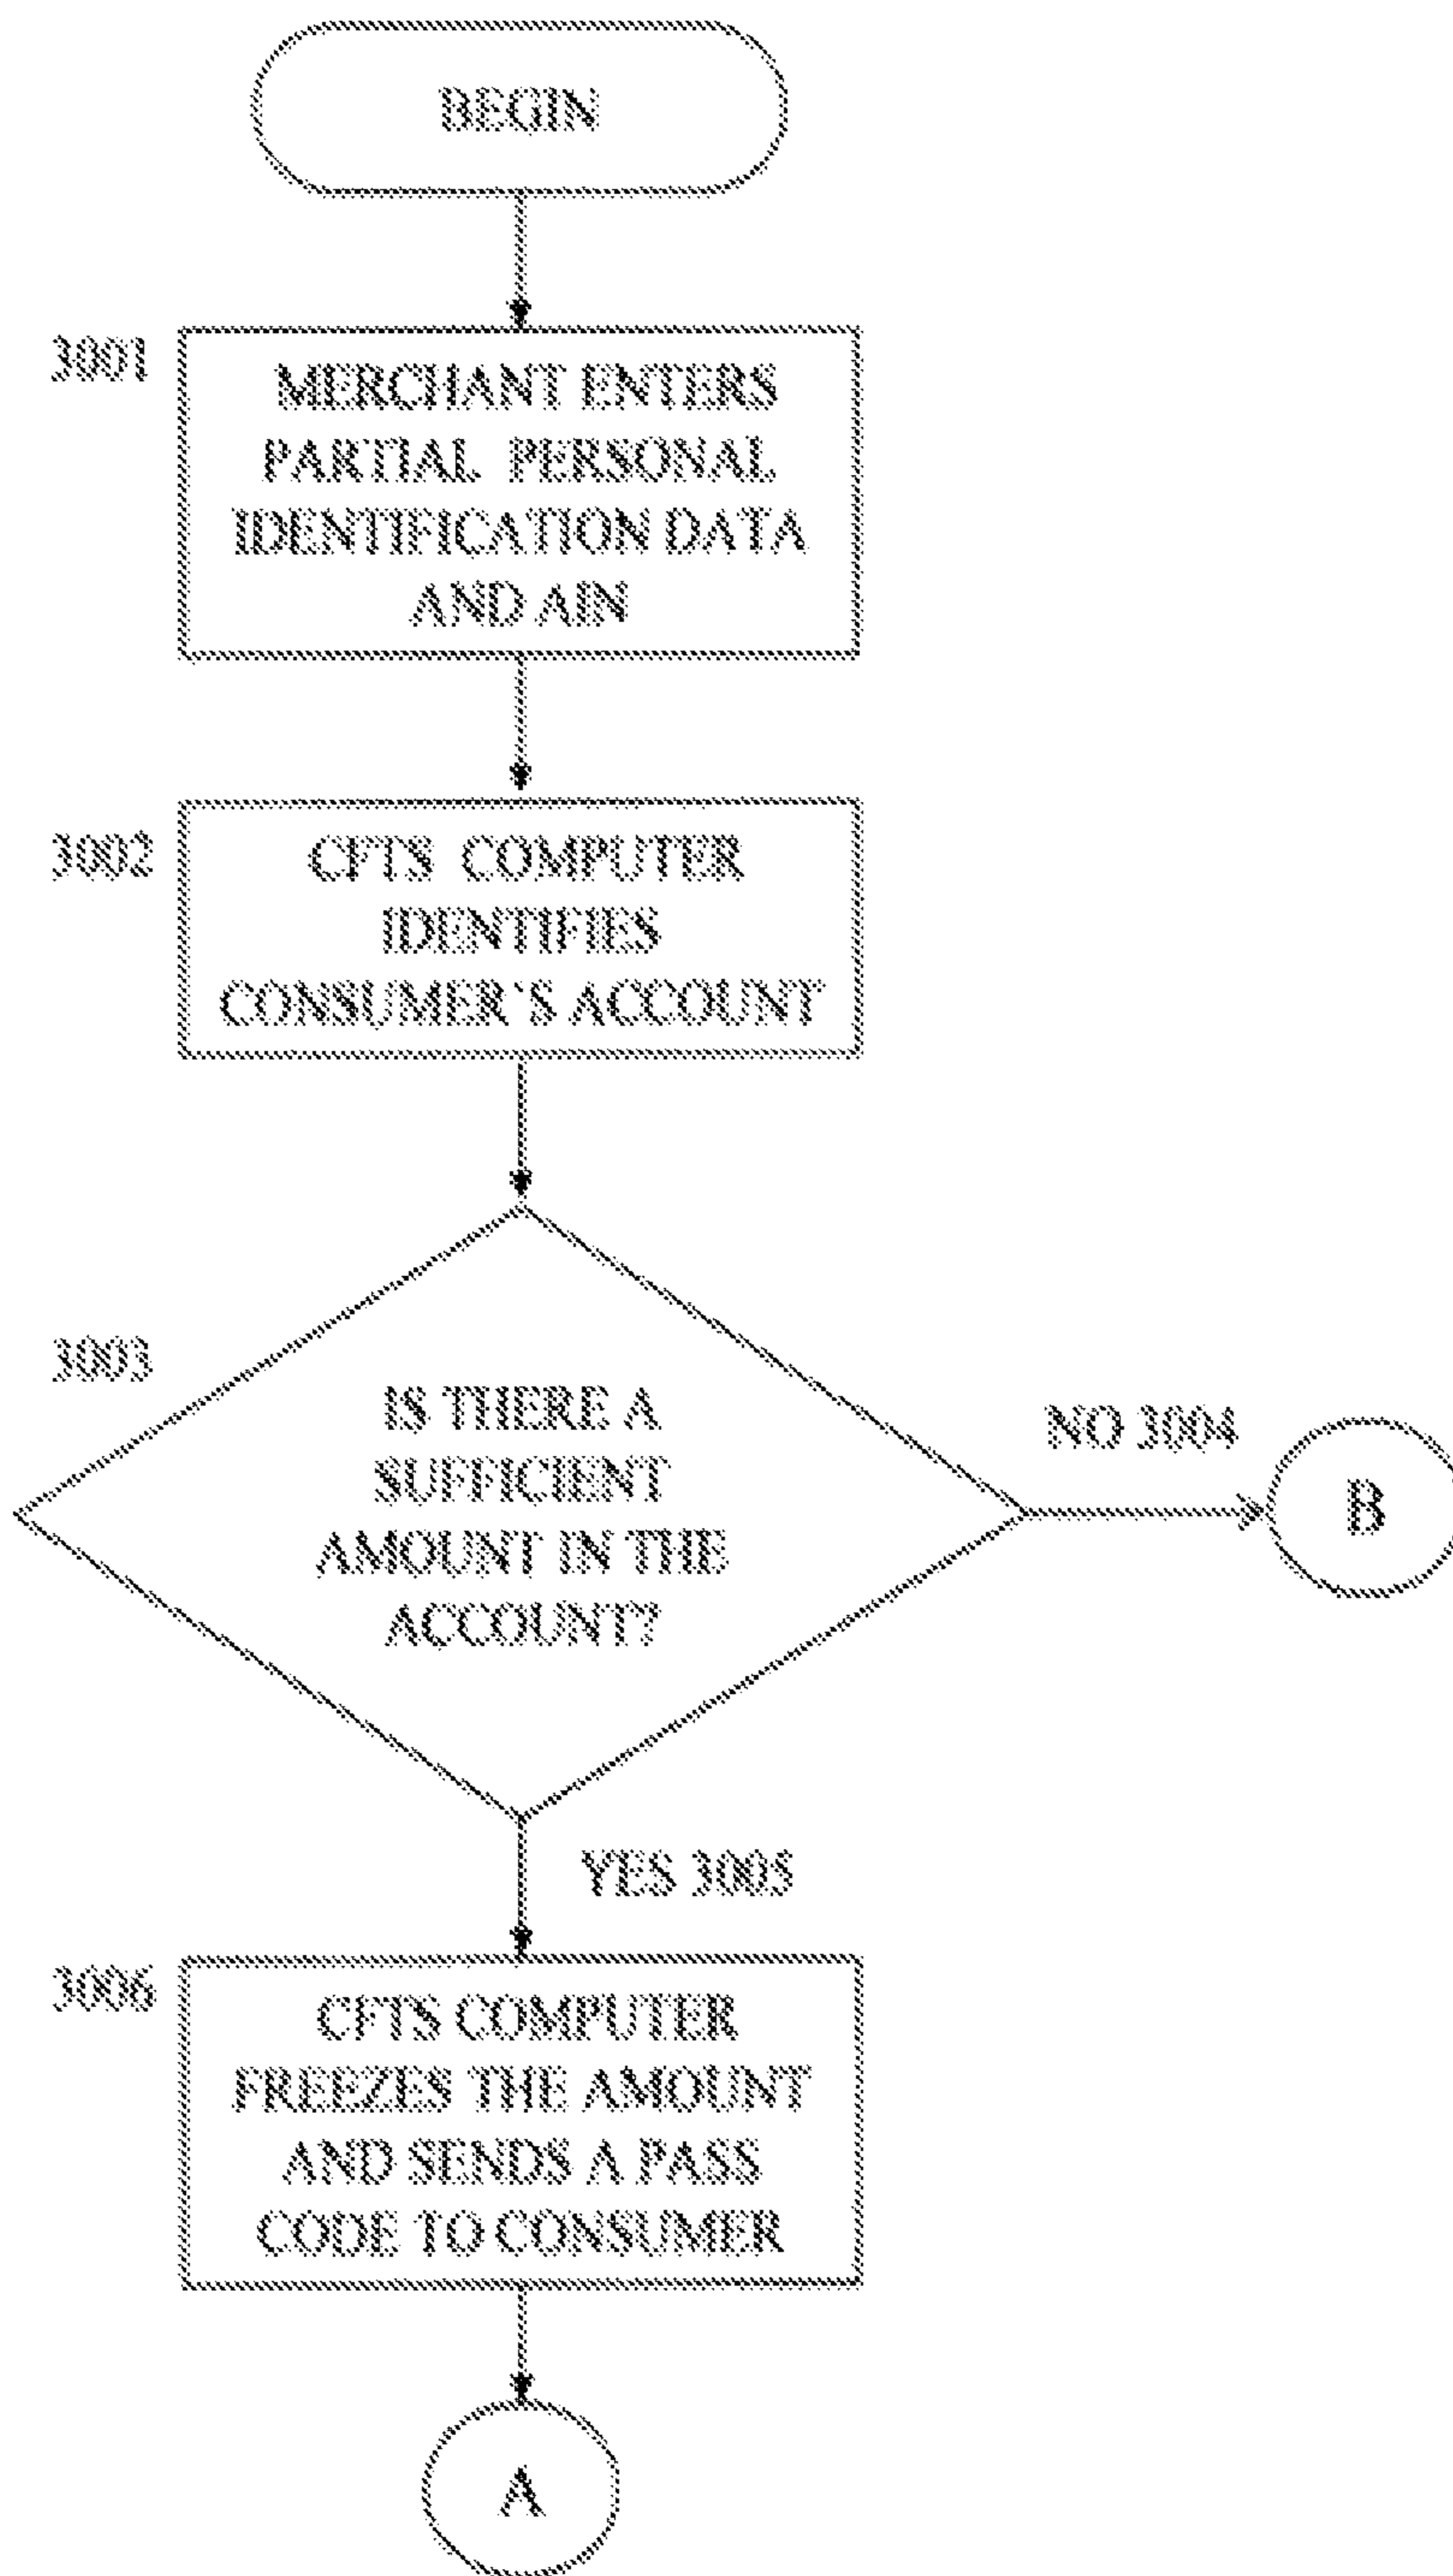 BEGIN
3001
MERCHANT ENTERS
PARTIAL PERSONAL
IDENTIFICATION DATA
AND AIN
3002
CFTS COMPUTER
IDENTIFIES
CONSUMER'S ACCOUNT
3003
IS THERE A
SUFFICIENT
AMOUNT IN THE
ACCOUNT?
NO 3004
B
YES 3005
3006
CFTS COMPUTER
FREEZES THE AMOUNT
AND SENDS A PASS
CODE TO CONSUMER
A